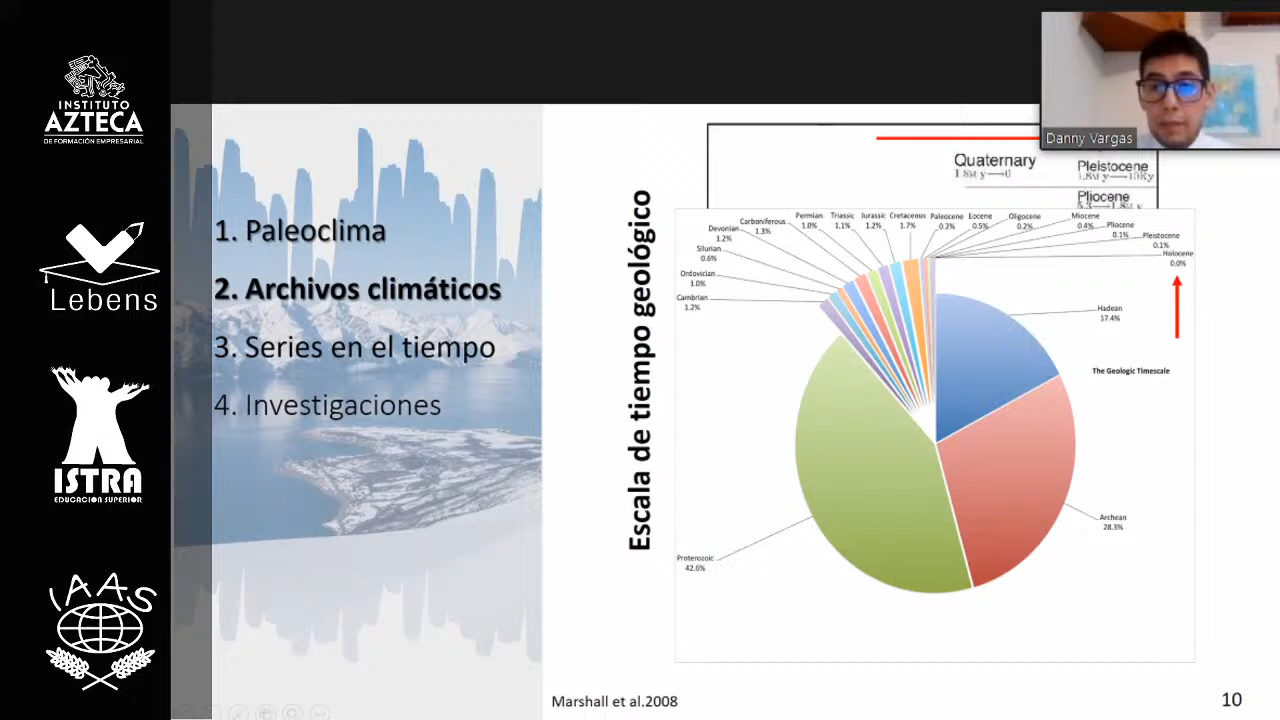 INSTITUTO
AZTECA
DE FORMACIÓN EMPRESARIAL
Lebens
ISTRA
EDUCACION SUPERIOR
IAAS
1. Paleoclima
2. Archivos climáticos
3. Series en el tiempo
4. Investigaciones
Escala de tiempo geológico
Danny Vargas
Quaternary
1.8M y→0
Pleistocene
1.8M y→10Ky
Pliocene
Carboniferous
1.3%
Permian
1.0%
Triassic
1.1%
Jurassic
1.2%
Cretaceous
1.7%
Paleocene
0.2%
Eocene
0.5%
Oligocene
0.2%
Miocene
0.4%
Pliocene
0.1%
Pleistocene
0.1%
Holocene
0.0%
Devonian
1.2%
Silurian
0.6%
Ordovician
1.0%
Cambrian
1.2%
Hadean
17.4%
The Geologic Timescale
Archean
28.3%
Proterozoic
42.6%
Marshall et al.2008
10